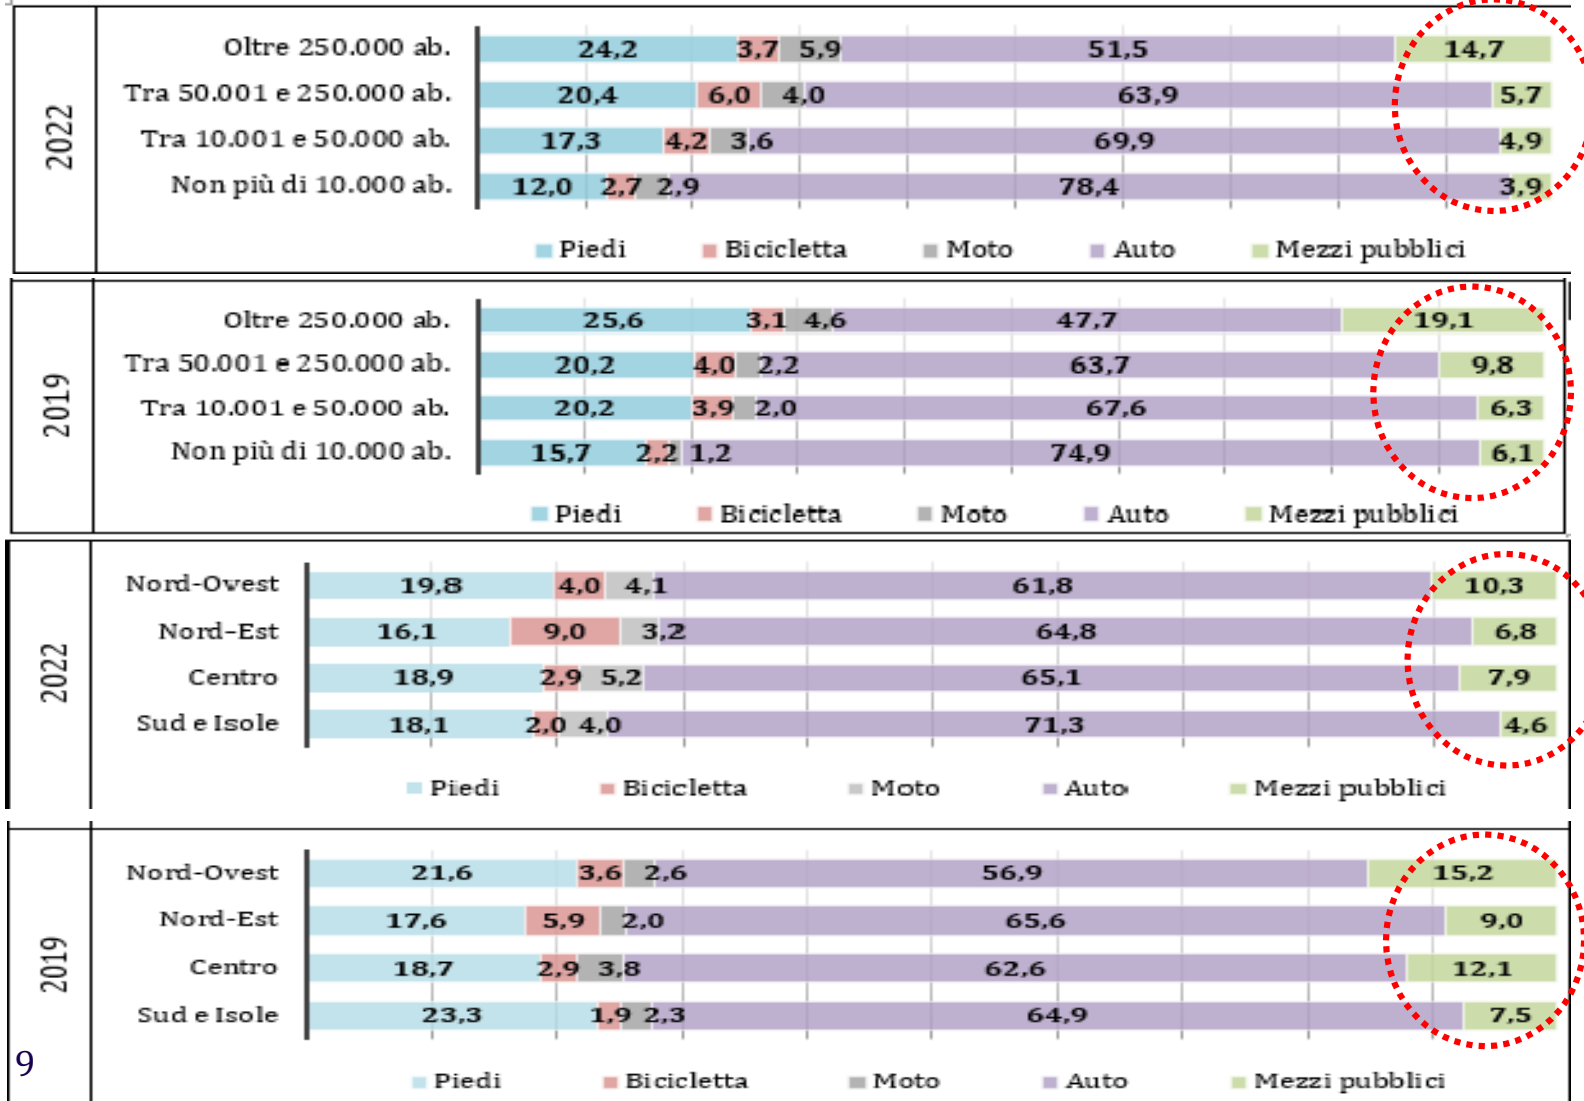 2022
Oltre 250.000 ab. 24,2 3,7 5,9 51,5 14,7
Tra 50.001 e 250.000 ab. 20,4 6,0 4,0 63,9 5,7
Tra 10.001 e 50.000 ab. 17,3 4,2 3,6 69,9 4,9
Non più di 10.000 ab. 12,0 2,7 2,9 78,4 3,9
Piedi Bicicletta Moto Auto Mezzi pubblici
2019
Oltre 250.000 ab. 25,6 3,1 4,6 47,7 19,1
Tra 50.001 e 250.000 ab. 20,2 4,0 2,2 63,7 9,8
Tra 10.001 e 50.000 ab. 20,2 3,9 2,0 67,6 6,3
Non più di 10.000 ab. 15,7 2,2 1,2 74,9 6,1
Piedi Bicicletta Moto Auto Mezzi pubblici
2022
Nord-Ovest 19,8 4,0 4,1 61,8 10,3
Nord-Est 16,1 9,0 3,2 64,8 6,8
Centro 18,9 2,9 5,2 65,1 7,9
Sud e Isole 18,1 2,0 4,0 71,3 4,6
Piedi Bicicletta Moto Auto Mezzi pubblici
2019
Nord-Ovest 21,6 3,6 2,6 56,9 15,2
Nord-Est 17,6 5,9 2,0 65,6 9,0
Centro 18,7 2,9 3,8 62,6 12,1
Sud e Isole 23,3 1,9 2,3 64,9 7,5
Piedi Bicicletta Moto Auto Mezzi pubblici
9